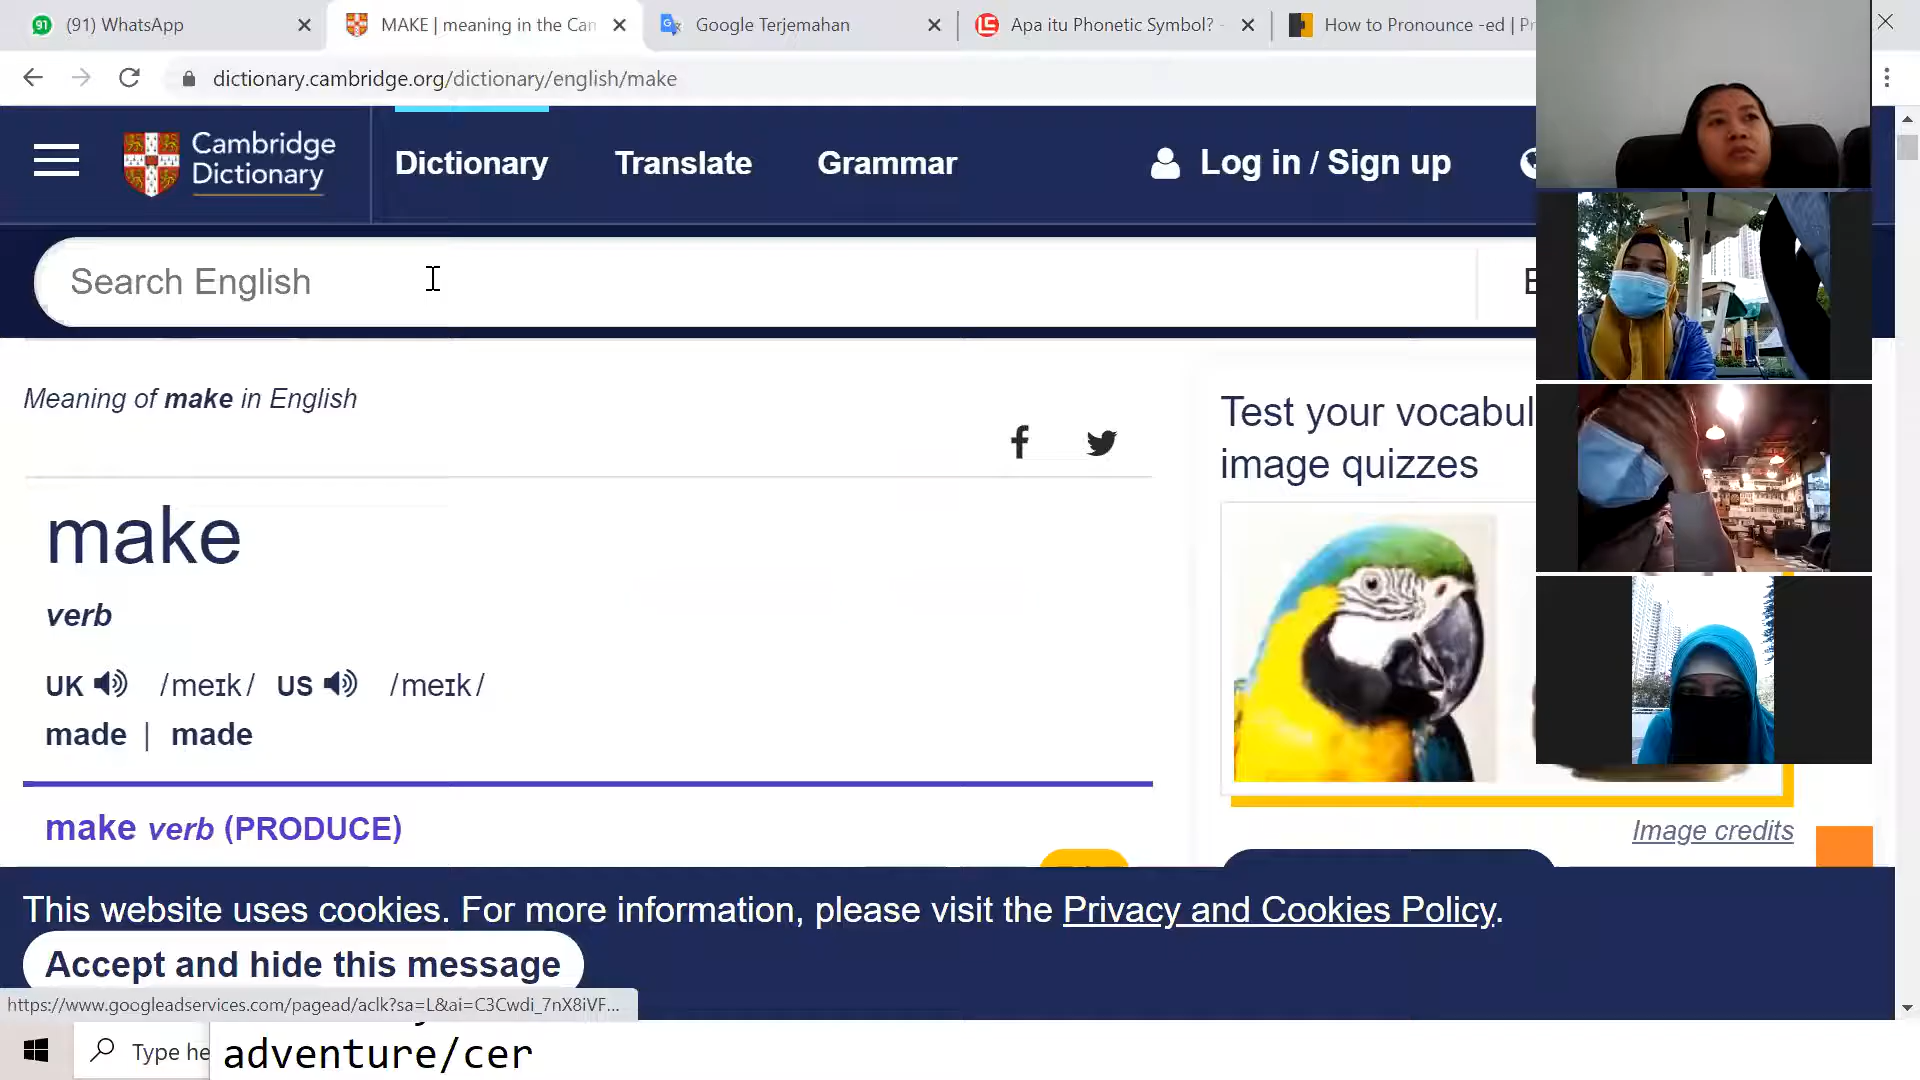 (91) WhatsApp
MAKE | meaning in the Can
Google Terjemahan
Apa itu Phonetic Symbol? -
How to Pronounce -ed | Pr
dictionary.cambridge.org/dictionary/english/make
Cambridge
Dictionary
Dictionary
Translate
Grammar
Log in / Sign up
Search English
Meaning of make in English
make
verb
UK /meɪk/ US /meɪk/
made | made
make verb (PRODUCE)
Test your vocabul
image quizzes
Image credits
This website uses cookies. For more information, please visit the Privacy and Cookies Policy.
Accept and hide this message
https://www.googleadservices.com/pagead/aclk?sa=L&ai=C3Cwdi_7nX8iVF...
Type he
adventure/cer